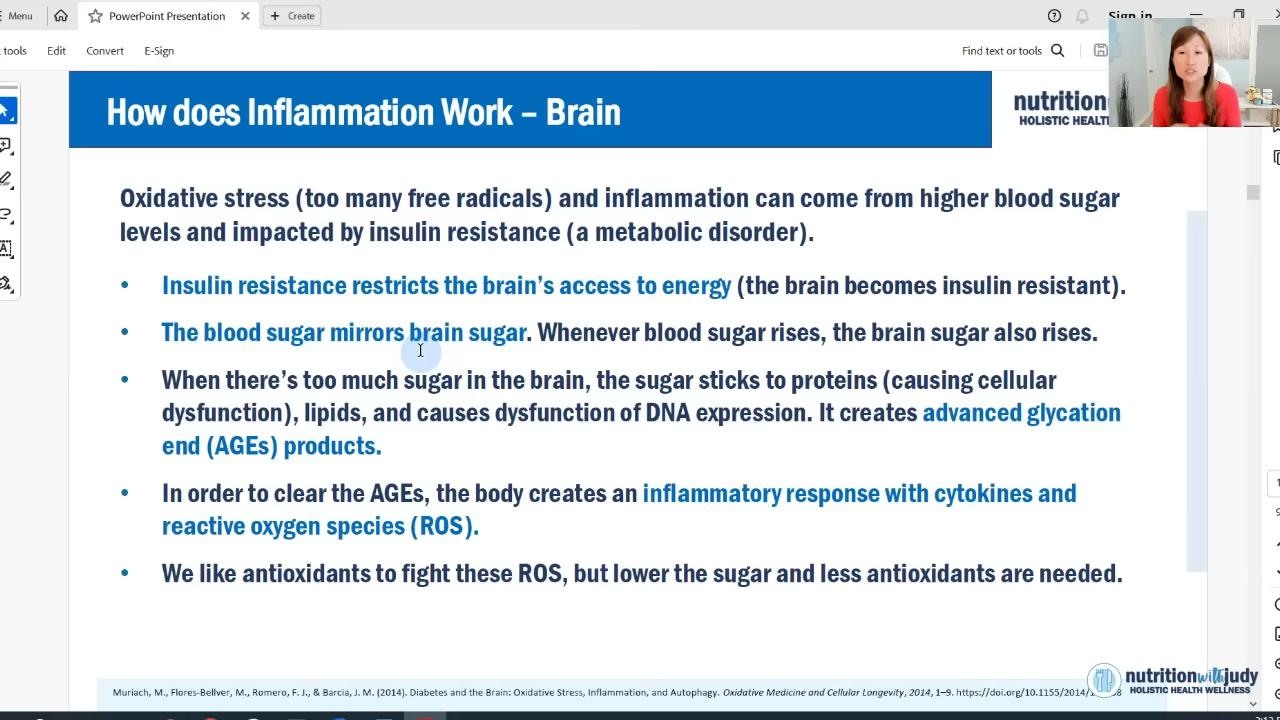 Menu
PowerPoint Presentation
Create
Sign in
tools
Edit
Convert
E-Sign
Find text or tools
How does Inflammation Work – Brain
nutrition
HOLISTIC HEALTH
Oxidative stress (too many free radicals) and inflammation can come from higher blood sugar
levels and impacted by insulin resistance (a metabolic disorder).
• Insulin resistance restricts the brain's access to energy (the brain becomes insulin resistant).
• The blood sugar mirrors brain sugar. Whenever blood sugar rises, the brain sugar also rises.
• When there's too much sugar in the brain, the sugar sticks to proteins (causing cellular
dysfunction), lipids, and causes dysfunction of DNA expression. It creates advanced glycation
end (AGEs) products.
• In order to clear the AGEs, the body creates an inflammatory response with cytokines and
reactive oxygen species (ROS).
• We like antioxidants to fight these ROS, but lower the sugar and less antioxidants are needed.
Muriach, M., Flores-Bellver, M., Romero, F. J., & Barcia, J. M. (2014). Diabetes and the Brain: Oxidative Stress, Inflammation, and Autophagy. Oxidative Medicine and Cellular Longevity, 2014, 1–9. https://doi.org/10.1155/2014/
nutritionwithjudy
HOLISTIC HEALTH WELLNESS